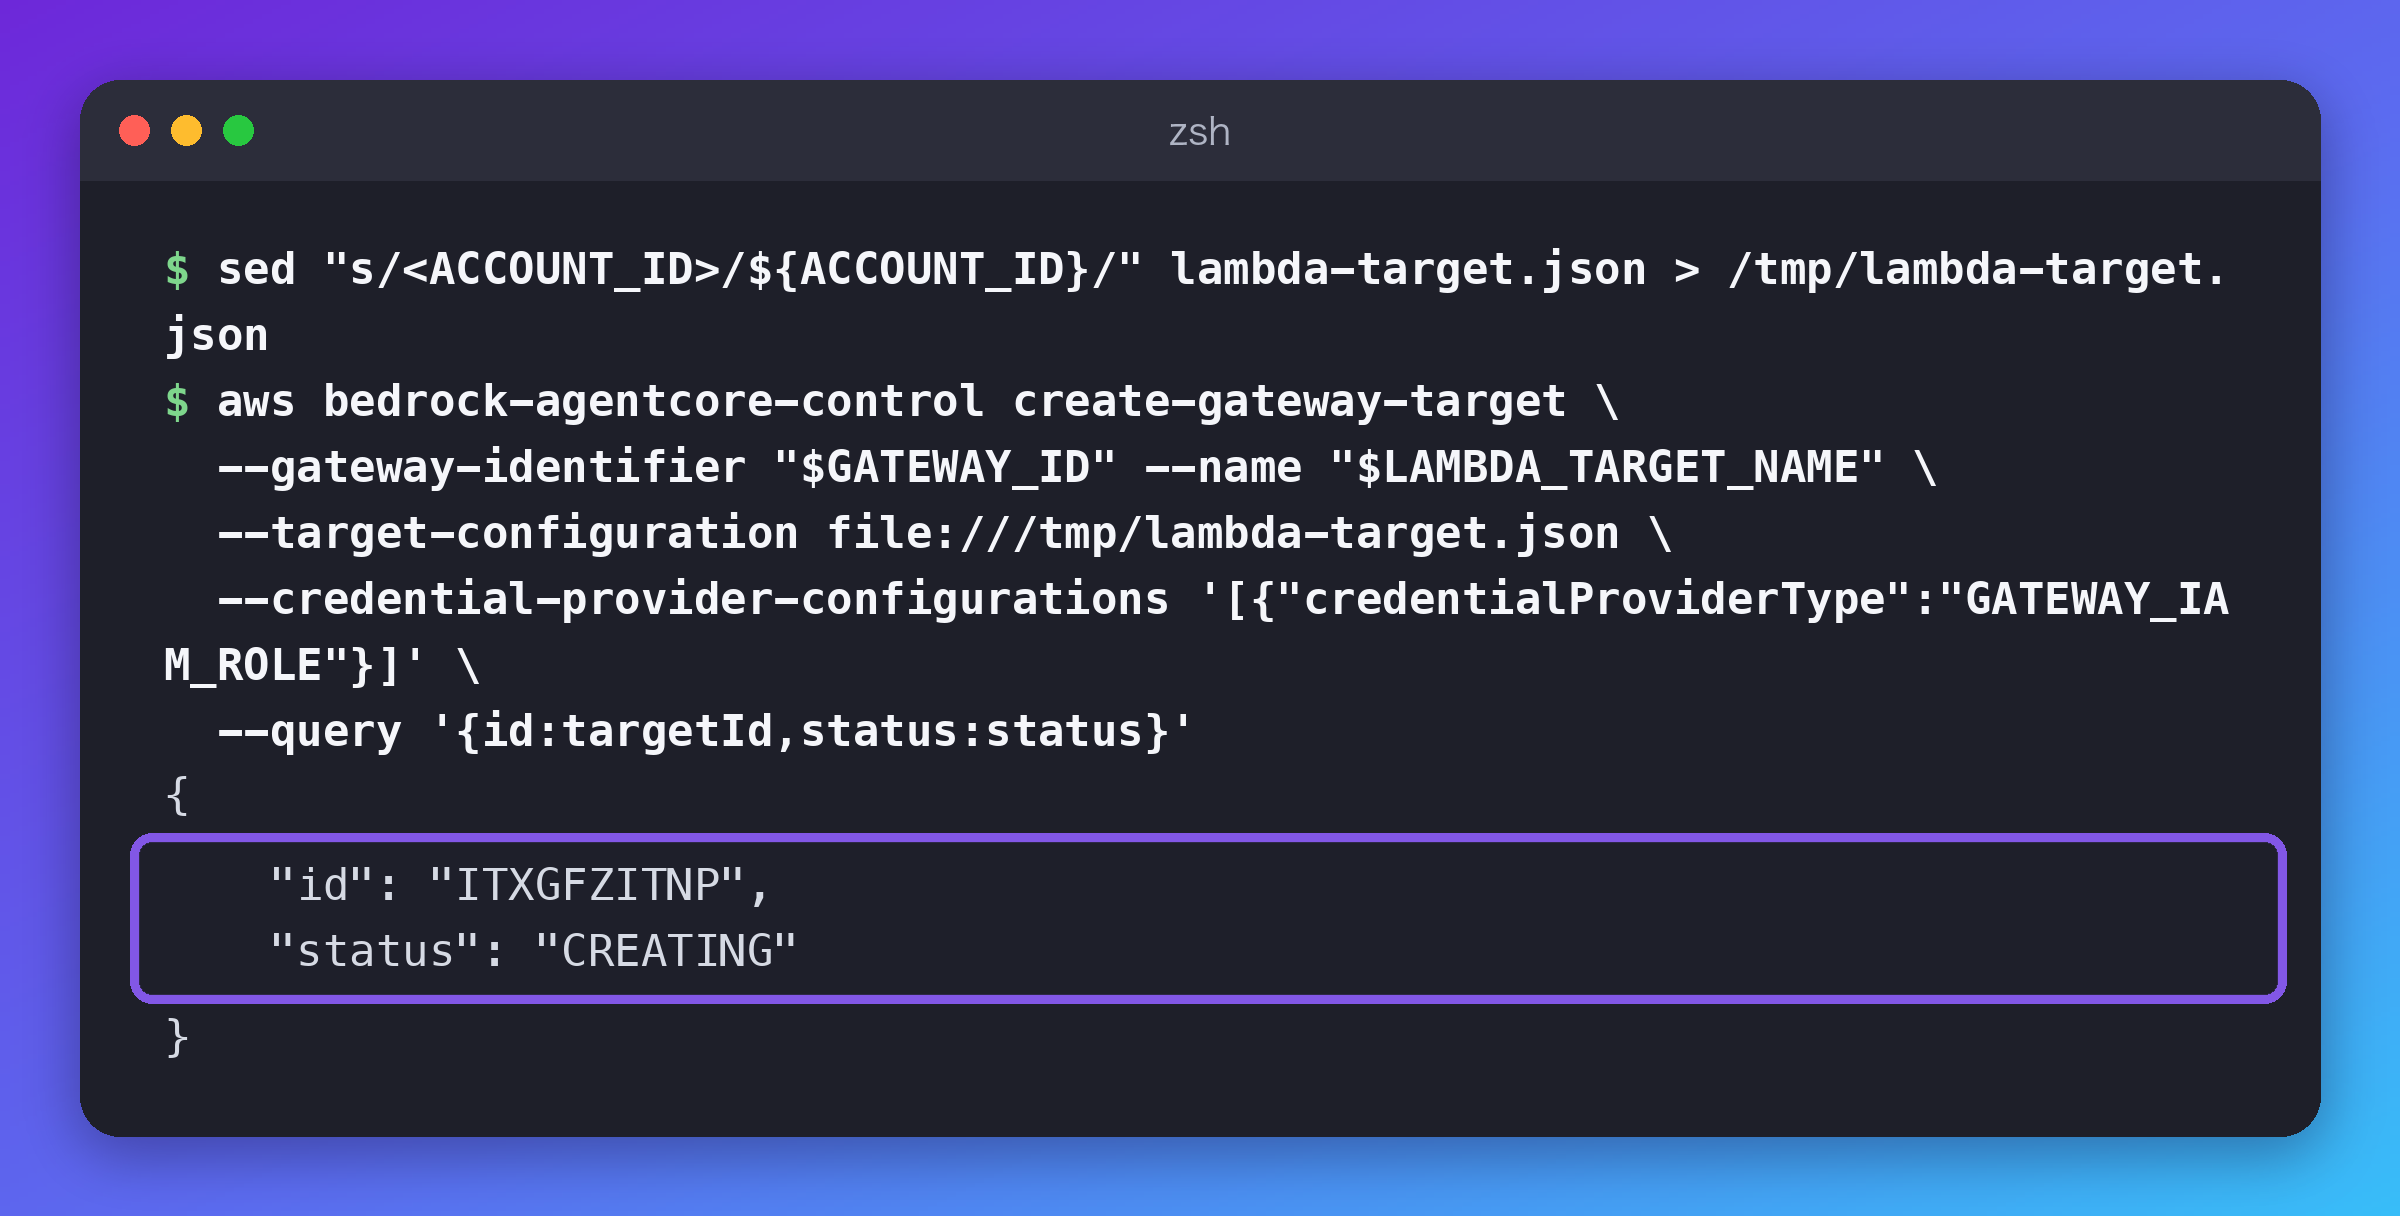 zsh
$ sed "s/<ACCOUNT_ID>/${ACCOUNT_ID}/" lambda-target.json > /tmp/lambda-target.
json
$ aws bedrock-agentcore-control create-gateway-target \
  --gateway-identifier "$GATEWAY_ID" --name "$LAMBDA_TARGET_NAME" \
  --target-configuration file:///tmp/lambda-target.json \
  --credential-provider-configurations '[{"credentialProviderType":"GATEWAY_IA
M_ROLE"}]' \
  --query '{id:targetId,status:status}'
{
    "id": "ITXGFZITNP",
    "status": "CREATING"
}